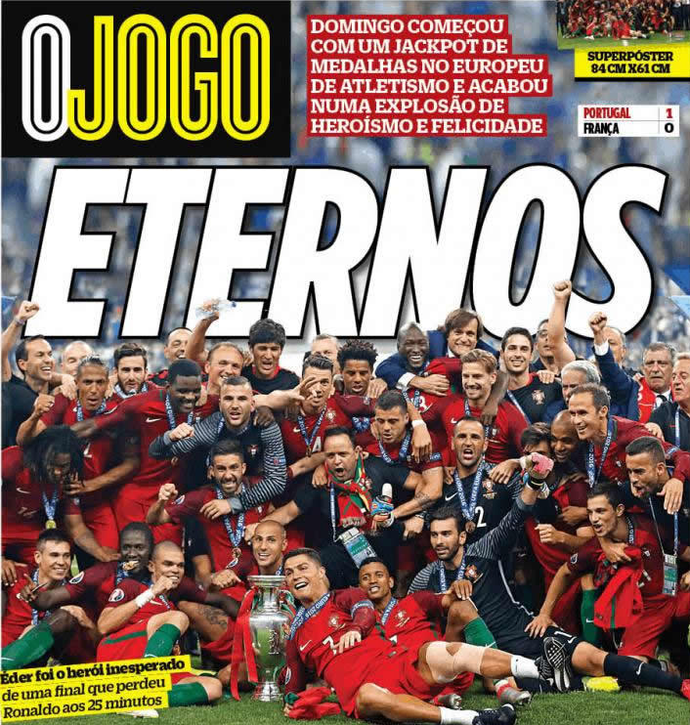 O JOGO
DOMINGO COMEÇOU
COM UM JACKPOT DE
MEDALHAS NO EUROPEU
DE ATLETISMO E ACABOU
NUMA EXPLOSÃO DE
HEROÍSMO E FELICIDADE
SUPERPÓSTER
84 CM X 61 CM
PORTUGAL 1
FRANÇA 0
ETERNOS
Éder foi o herói inesperado
de uma final que perdeu
Ronaldo aos 25 minutos